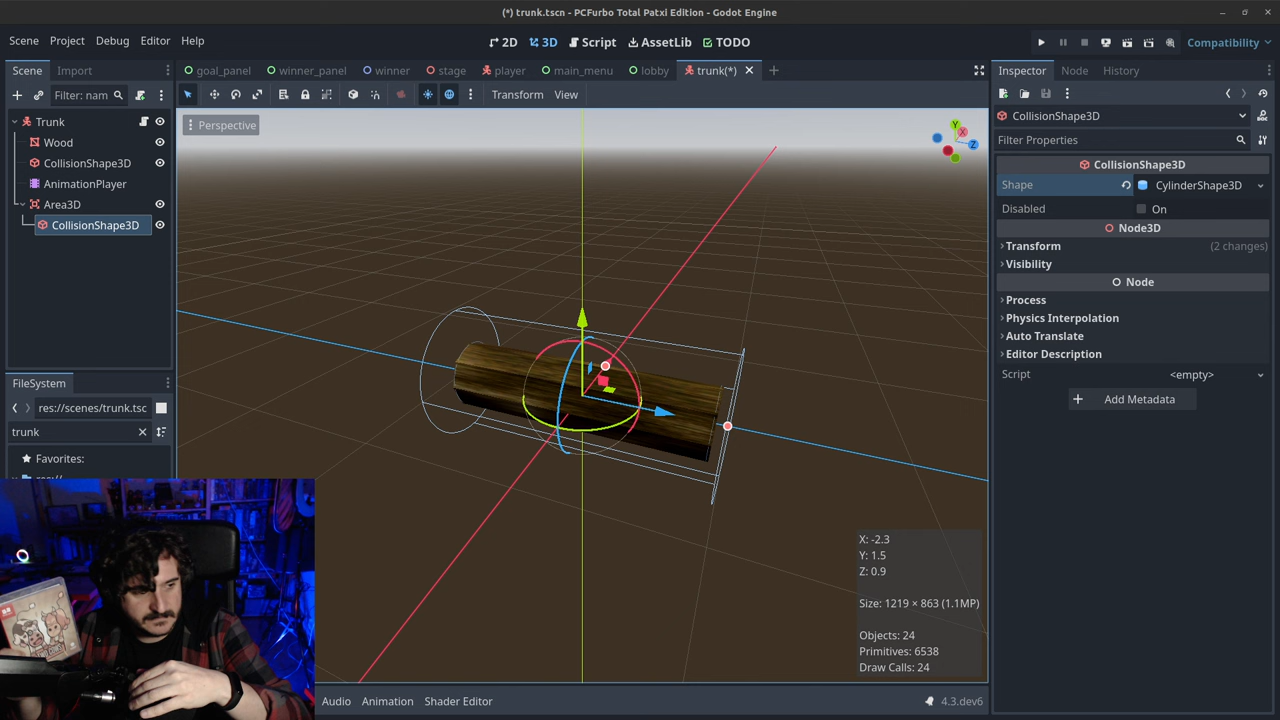 (*) trunk.tscn - PCFurbo Total Patxi Edition - Godot Engine
Scene Project Debug Editor Help
2D 3D Script AssetLib TODO
Compatibility
Scene Import
goal_panel winner_panel winner stage player main_menu lobby trunk(*)
Inspector Node History
Filter: nam
Transform View
CollisionShape3D
Filter Properties
Trunk
Wood
CollisionShape3D
AnimationPlayer
Area3D
CollisionShape3D
Perspective
Y
X
Z
CollisionShape3D
Shape CylinderShape3D
Disabled On
Node3D
Transform (2 changes)
Visibility
Node
Process
Physics Interpolation
Auto Translate
Editor Description
Script <empty>
Add Metadata
FileSystem
res://scenes/trunk.tsc
trunk
Favorites:
X: -2.3
Y: 1.5
Z: 0.9
Size: 1219 × 863 (1.1MP)
Objects: 24
Primitives: 6538
Draw Calls: 24
Audio Animation Shader Editor
4.3.dev6